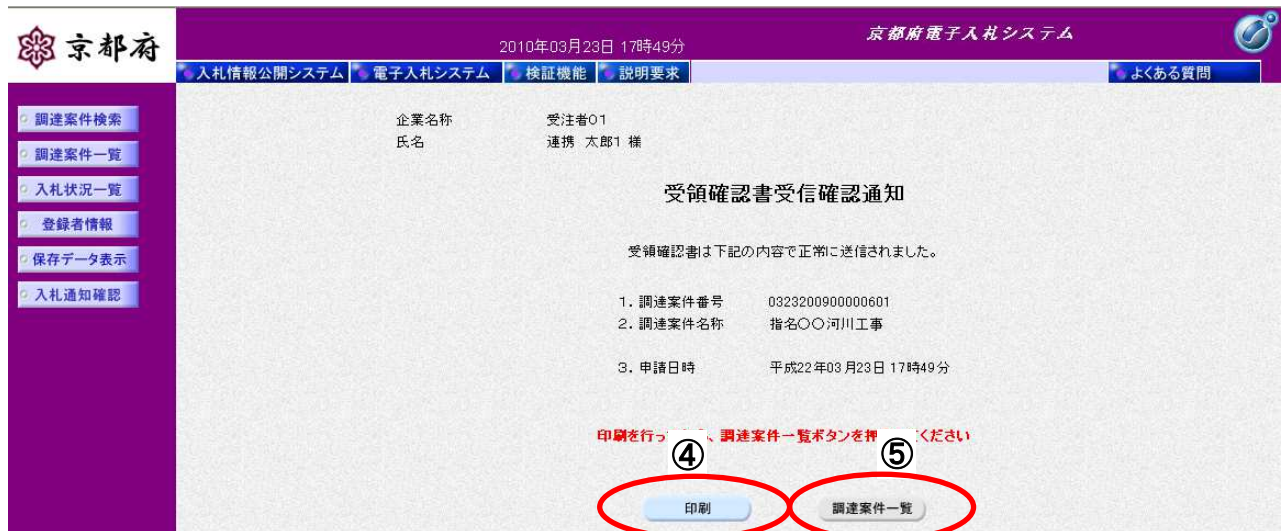 京都府
2010年03月23日 17時49分
京都府電子入札システム
入札情報公開システム 電子入札システム 検証機能 説明要求 よくある質問
調達案件検索
調達案件一覧
入札状況一覧
登録者情報
保存データ表示
入札通知確認
企業名称 受注者01
氏名 連携 太郎1 様
受領確認書受信確認通知
受領確認書は下記の内容で正常に送信されました。
1. 調達案件番号 0323200900000601
2. 調達案件名称 指名〇〇河川工事
3. 申請日時 平成22年03月23日 17時49分
印刷を行っ 、調達案件一覧ボタンを押 ください
④ ⑤
印刷 調達案件一覧